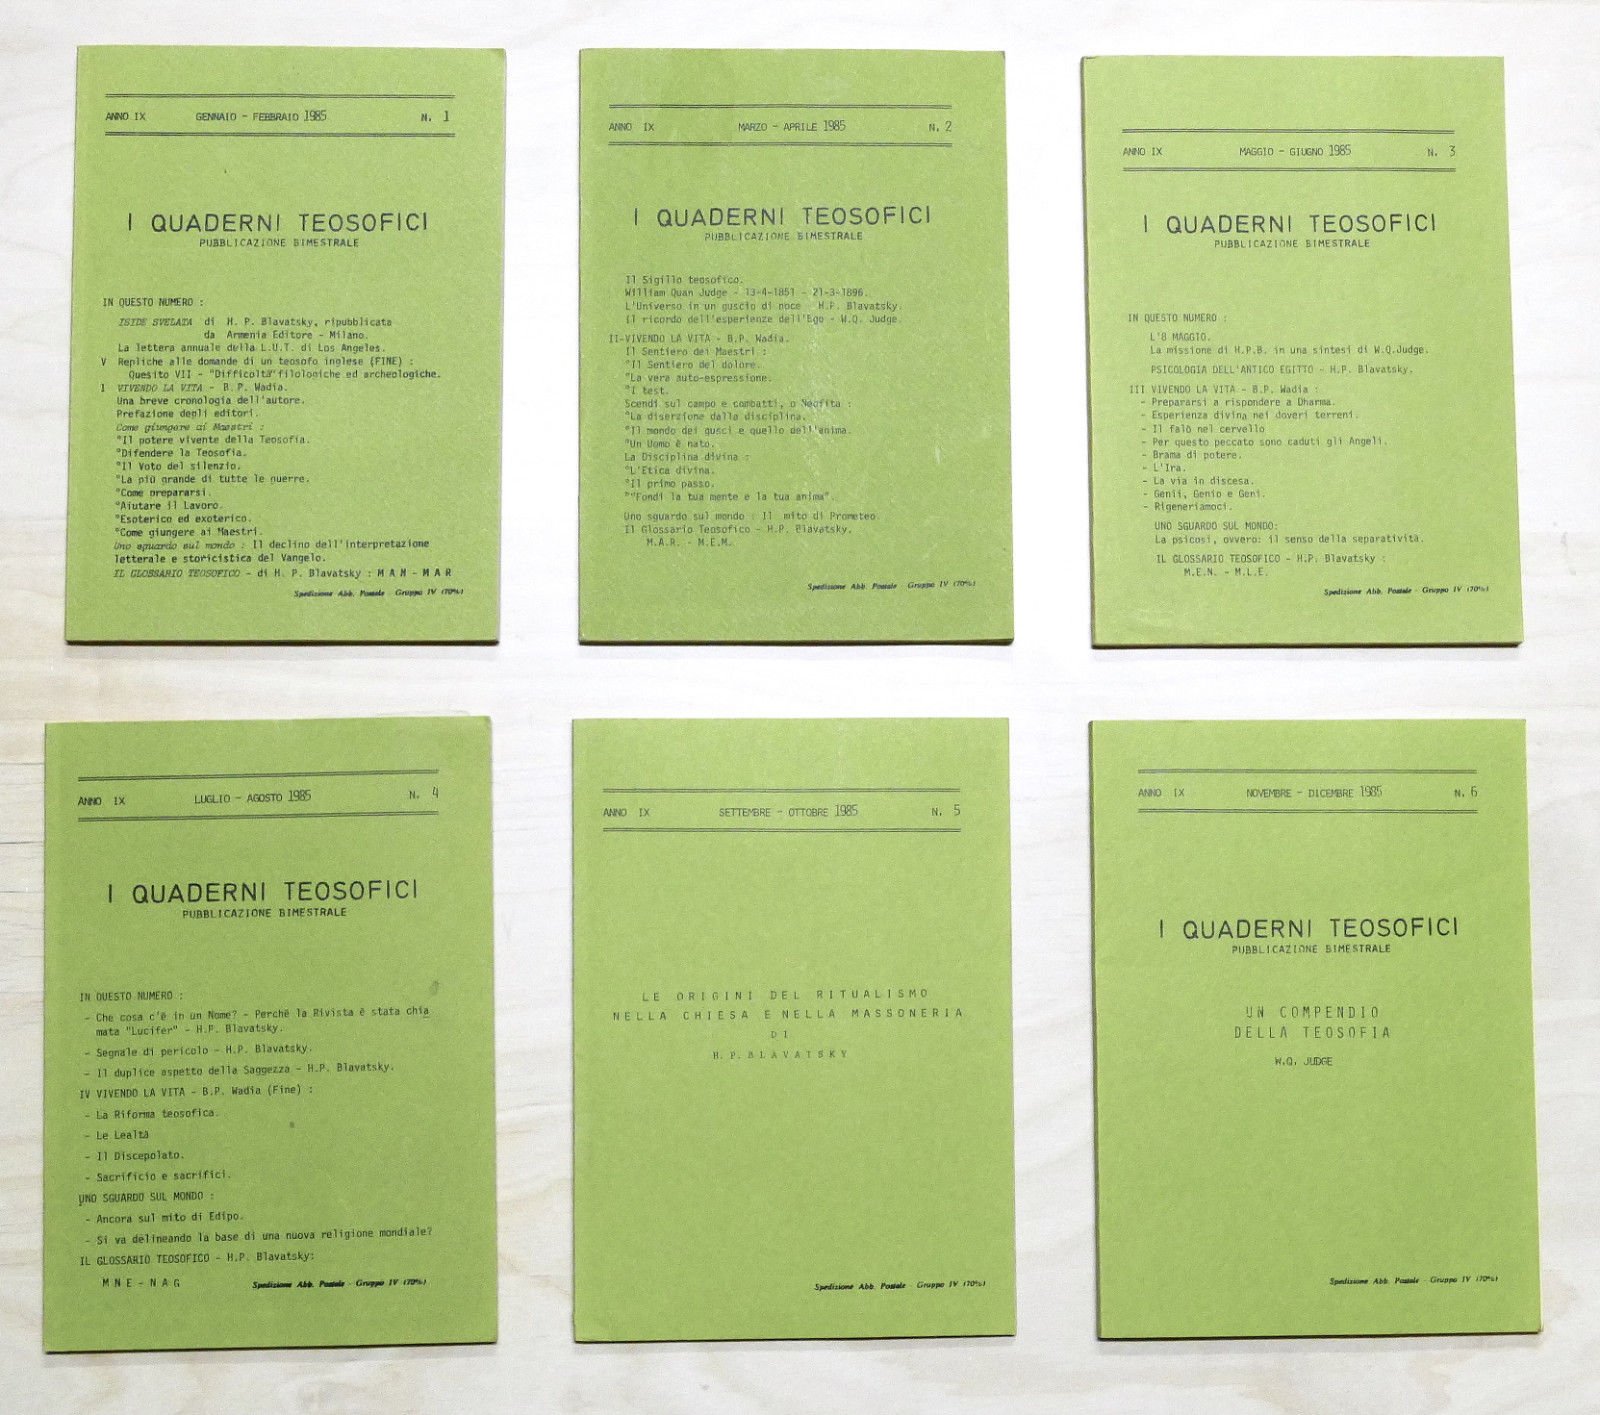 ANNO IX GENNAIO - FEBBRAIO 1985 N. 1
I QUADERNI TEOSOFICI
PUBBLICAZIONE BIMESTRALE
IN QUESTO NUMERO :
ISIDE SVELATA di H. P. Blavatsky, ripubblicata
da Armenia Editore - Milano.
La lettera annuale della L.U.T. di Los Angeles.
V Repliche alle domande di un teosofo inglese (FINE) :
Quesito VII - "Difficoltà" filologiche ed archeologiche.
I VIVENDO LA VITA - B. P. Wadia.
Una breve cronologia dell'autore.
Prefazione degli editori.
Come giungere ai Maestri :
°Il potere vivente della Teosofia.
°Difendere la Teosofia.
°Il Voto del silenzio.
°La più grande di tutte le guerre.
°Come prepararsi.
°Aiutare il Lavoro.
°Esoterico ed exoterico.
°Come giungere ai Maestri.
Uno sguardo sul mondo : Il declino dell'interpretazione
letterale e storicistica del Vangelo.
IL GLOSSARIO TEOSOFICO - di H. P. Blavatsky : M A N - M A R
Spedizione Abb. Postale - Gruppo IV (70%)
ANNO IX MARZO - APRILE 1985 N. 2
I QUADERNI TEOSOFICI
PUBBLICAZIONE BIMESTRALE
Il Sigillo teosofico.
William Quan Judge - 13-4-1851 - 21-3-1896.
L'Universo in un guscio di noce - H.P. Blavatsky.
Il ricordo dell'esperienze dell'Ego - W.Q. Judge.
II-VIVENDO LA VITA - B.P. Wadia.
Il Sentiero dei Maestri :
°Il Sentiero del dolore.
°La vera auto-espressione.
°I test.
Scendi sul campo e combatti, o Neofita :
°La diserzione dalla disciplina.
°Il mondo dei gusci e quello dell'anima.
°Un Uomo è nato.
La Disciplina divina :
°L'Etica divina.
°Il primo passo.
°"Fondi la tua mente e la tua anima".
Uno sguardo sul mondo : Il mito di Prometeo.
Il Glossario Teosofico - H.P. Blavatsky.
M.A.R. - M.E.M.
Spedizione Abb. Postale - Gruppo IV (70%)
ANNO IX MAGGIO - GIUGNO 1985 N. 3
I QUADERNI TEOSOFICI
PUBBLICAZIONE BIMESTRALE
IN QUESTO NUMERO :
L'8 MAGGIO.
La missione di H.P.B. in una sintesi di W.Q.Judge.
PSICOLOGIA DELL'ANTICO EGITTO - H.P. Blavatsky.
III VIVENDO LA VITA - B.P. Wadia :
- Prepararsi a rispondere a Dharma.
- Esperienza divina nei doveri terreni.
- Il falò nel cervello
- Per questo peccato sono caduti gli Angeli.
- Brama di potere.
- L'Ira.
- La via in discesa.
- Genii, Genio e Geni.
- Rigeneriamoci.
UNO SGUARDO SUL MONDO:
La psicosi, ovvero: il senso della separatività.
IL GLOSSARIO TEOSOFICO - H.P. Blavatsky :
M.E.N. - M.L.E.
Spedizione Abb. Postale - Gruppo IV (70%)
ANNO IX LUGLIO - AGOSTO 1985 N. 4
I QUADERNI TEOSOFICI
PUBBLICAZIONE BIMESTRALE
IN QUESTO NUMERO :
- Che cosa c'è in un Nome? - Perché la Rivista è stata chia
mata "Lucifer" - H.P. Blavatsky.
- Segnale di pericolo - H.P. Blavatsky.
- Il duplice aspetto della Saggezza - H.P. Blavatsky.
IV VIVENDO LA VITA - B.P. Wadia (Fine) :
- La Riforma teosofica.
- Le Lealtà
- Il Discepolato.
- Sacrificio e sacrifici.
UNO SGUARDO SUL MONDO :
- Ancora sul mito di Edipo.
- Si va delineando la base di una nuova religione mondiale?
IL GLOSSARIO TEOSOFICO - H.P. Blavatsky:
M N E - N A G
Spedizione Abb. Postale - Gruppo IV (70%)
ANNO IX SETTEMBRE - OTTOBRE 1985 N. 5
LE ORIGINI DEL RITUALISMO
NELLA CHIESA E NELLA MASSONERIA
DI
H. P. BLAVATSKY
Spedizione Abb. Postale - Gruppo IV (70%)
ANNO IX NOVEMBRE - DICEMBRE 1985 N. 6
I QUADERNI TEOSOFICI
PUBBLICAZIONE BIMESTRALE
UN COMPENDIO
DELLA TEOSOFIA
W.Q. JUDGE
Spedizione Abb. Postale - Gruppo IV (70%)